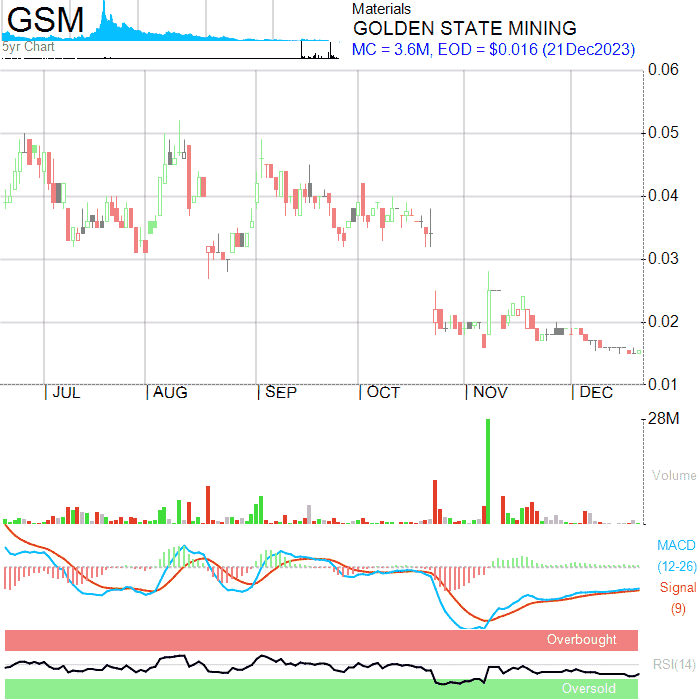 GSM
5yr Chart
Materials
GOLDEN STATE MINING
MC = 3.6M, EOD = $0.016 (21Dec2023)
0.06
0.05
0.04
0.03
0.02
0.01
JUL
AUG
SEP
OCT
NOV
DEC
28M
Volume
MACD
(12-26)
Signal
(9)
Overbought
RSI(14)
Oversold